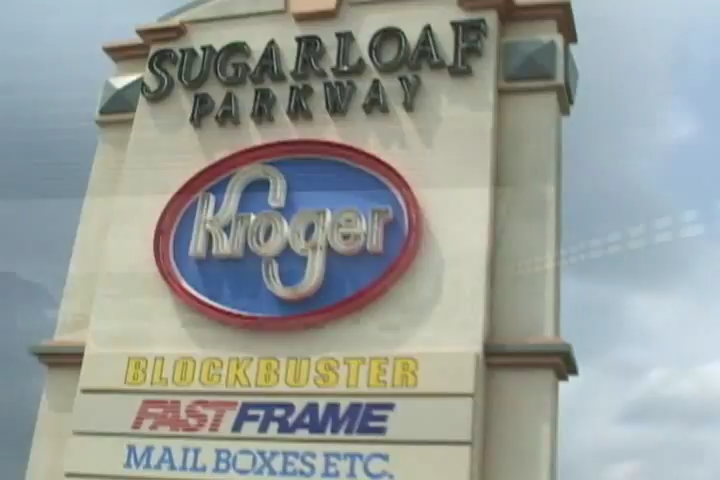 SUGARLOAF
PARKWAY
Kroger
BLOCKBUSTER
FASTFRAME
MAIL BOXES ETC.